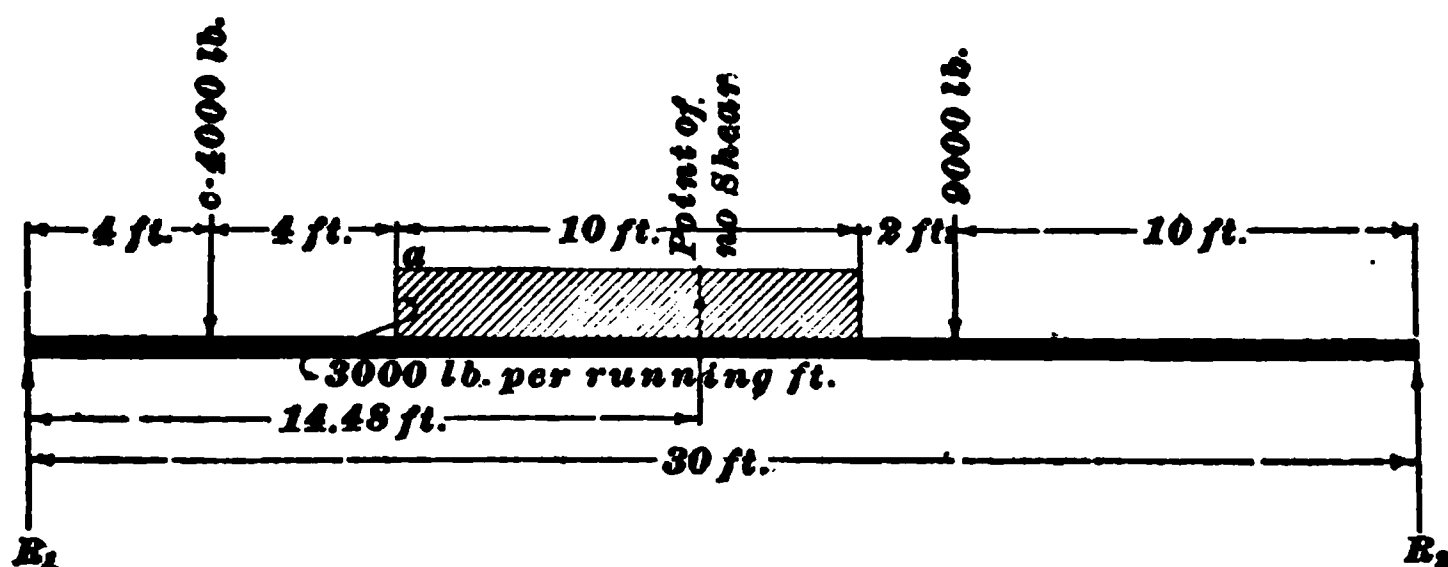 c-4000 lb.
Point of
no Shear
9000 lb.
4 ft.
4 ft.
10 ft.
2 ft.
10 ft.
a
3000 lb. per running ft.
14.48 ft.
30 ft.
R1
R2